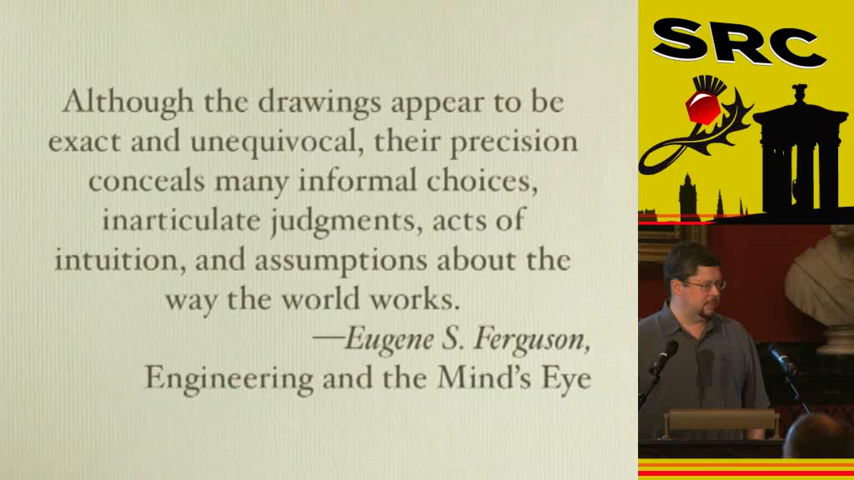 Although the drawings appear to be
exact and unequivocal, their precision
conceals many informal choices,
inarticulate judgments, acts of
intuition, and assumptions about the
way the world works.
—Eugene S. Ferguson,
Engineering and the Mind's Eye
SRC